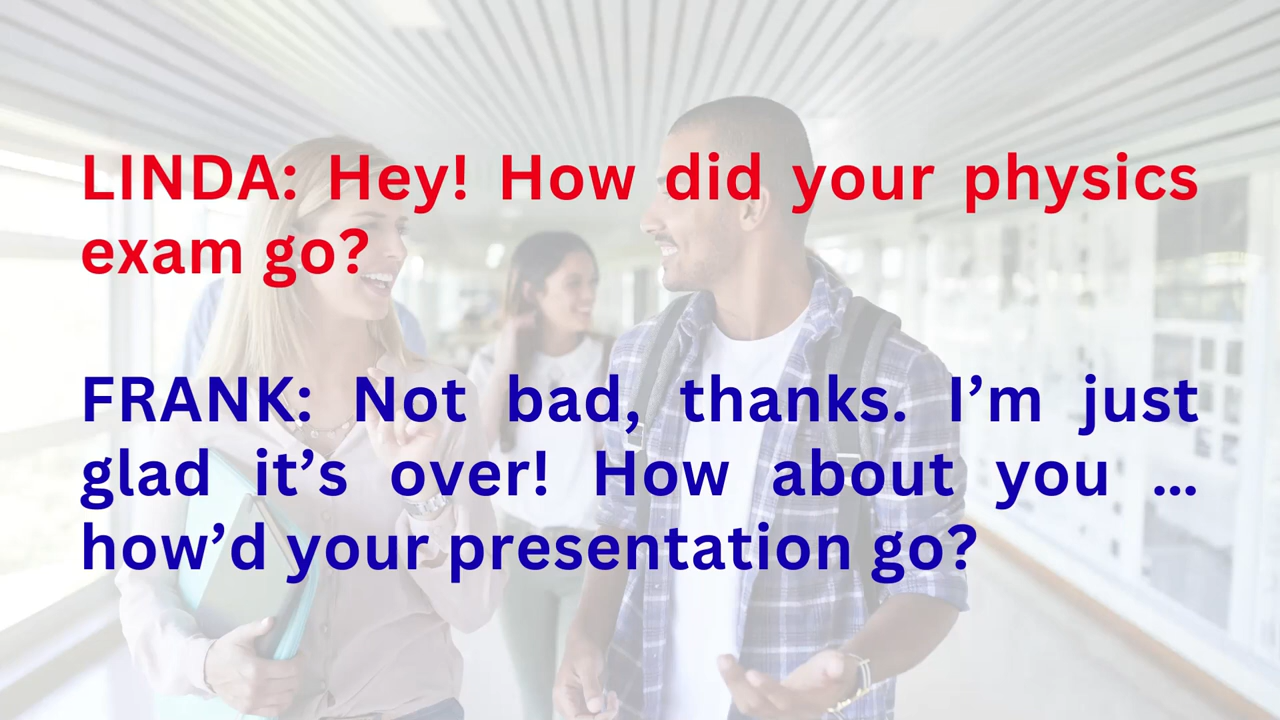 LINDA: Hey! How did your physics
exam go?
FRANK: Not bad, thanks. I’m just
glad it’s over! How about you …
how’d your presentation go?